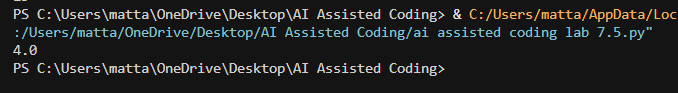 PS C:\Users\matta\OneDrive\Desktop\AI Assisted Coding> & C:/Users/matta/AppData/Loc
:/Users/matta/OneDrive/Desktop/AI Assisted Coding/ai assisted coding lab 7.5.py"
4.0
PS C:\Users\matta\OneDrive\Desktop\AI Assisted Coding>